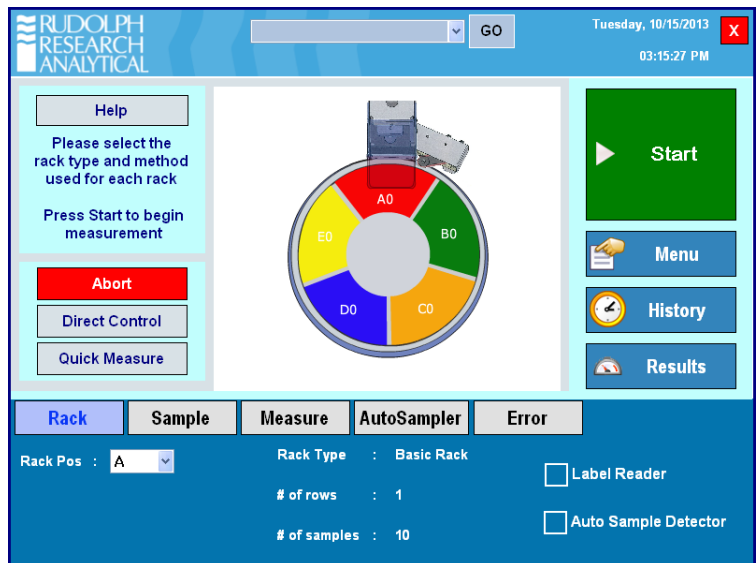 RUDOLPH
RESEARCH
ANALYTICAL
GO
Tuesday, 10/15/2013
03:15:27 PM
X
Help
Please select the
rack type and method
used for each rack
Press Start to begin
measurement
Abort
Direct Control
Quick Measure
A0
B0
C0
D0
E0
Start
Menu
History
Results
Rack Sample Measure AutoSampler Error
Rack Pos : A
Rack Type : Basic Rack
# of rows : 1
# of samples : 10
Label Reader
Auto Sample Detector